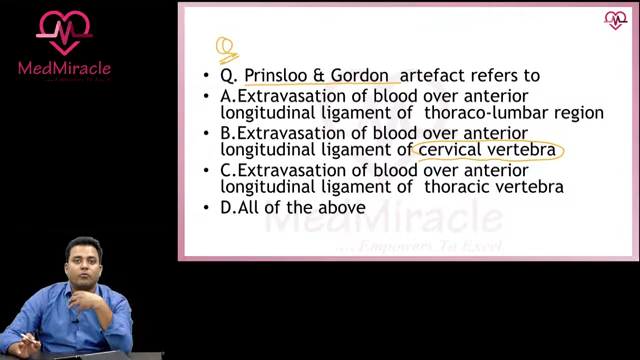 MedMiracle
Q
Q. Prinsloo & Gordon artefact refers to
A.Extravasation of blood over anterior
longitudinal ligament of thoraco-lumbar region
B.Extravasation of blood over anterior
longitudinal ligament of cervical vertebra
C.Extravasation of blood over anterior
longitudinal ligament of thoracic vertebra
D.All of the above
MedMiracle
.... Empowers To Excel